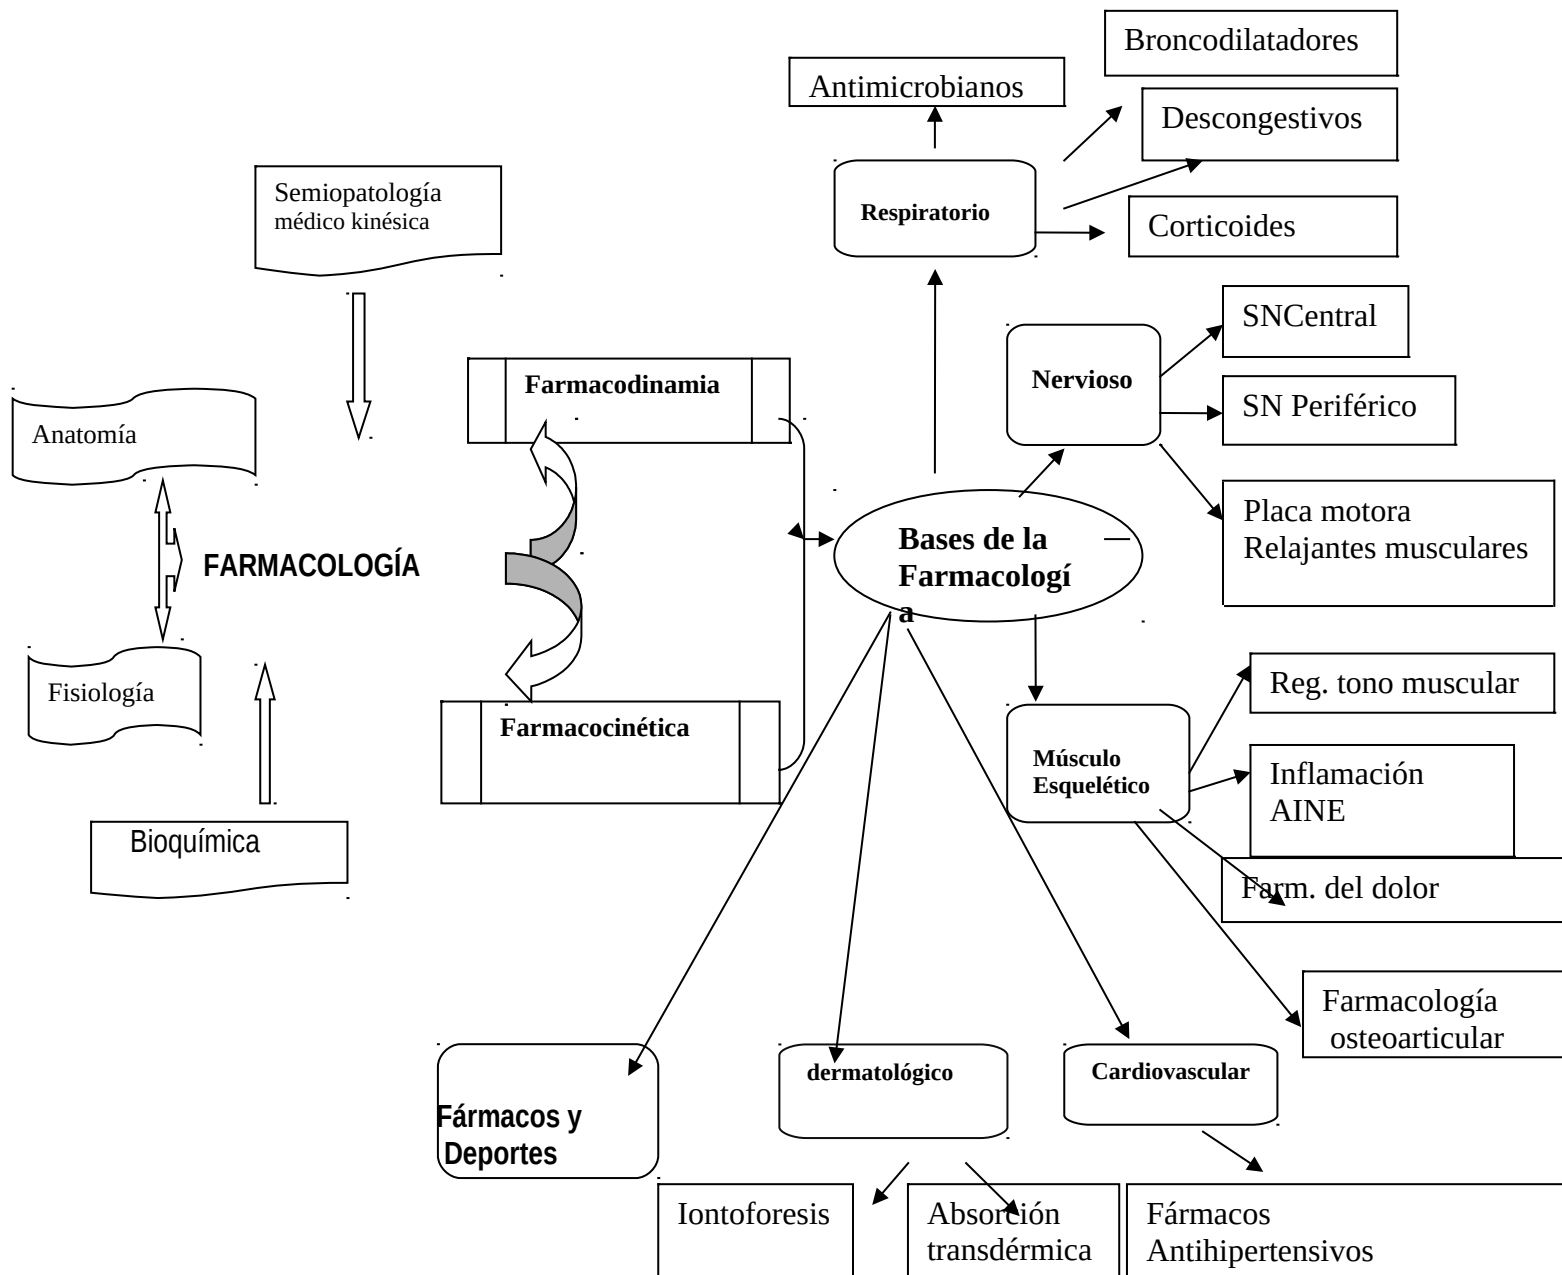 Broncodilatadores
Antimicrobianos
Descongestivos
Semiopatología
médico kinésica
Respiratorio
Corticoides
SNCentral
Farmacodinamia
Nervioso
SN Periférico
Anatomía
Placa motora
Relajantes musculares
Bases de la
Farmacologí
a
FARMACOLOGÍA
Fisiología
Reg. tono muscular
Farmacocinética
Músculo
Esquelético
Inflamación
AINE
Bioquímica
Farm. del dolor
Farmacología
osteoarticular
dermatológico
Cardiovascular
Fármacos y
Deportes
Iontoforesis
Absorción
transdérmica
Fármacos
Antihipertensivos